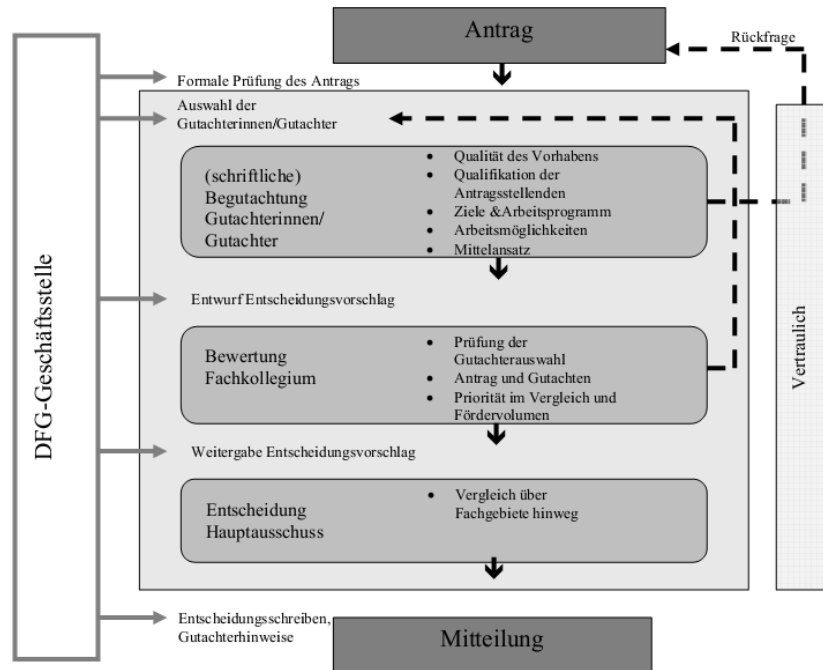 Antrag
Rückfrage
Formale Prüfung des Antrags
Auswahl der
Gutachterinnen/Gutachter
(schriftliche)
Begutachtung
Gutachterinnen/
Gutachter
• Qualität des Vorhabens
• Qualifikation der
Antragsstellenden
• Ziele &Arbeitsprogramm
• Arbeitsmöglichkeiten
• Mittelansatz
Entwurf Entscheidungsvorschlag
Bewertung
Fachkollegium
• Prüfung der
Gutachterauswahl
• Antrag und Gutachten
• Priorität im Vergleich und
Fördervolumen
Weitergabe Entscheidungsvorschlag
Entscheidung
Hauptausschuss
• Vergleich über
Fachgebiete hinweg
Entscheidungsschreiben,
Gutachterhinweise
Mitteilung
DFG-Geschäftsstelle
Vertraulich